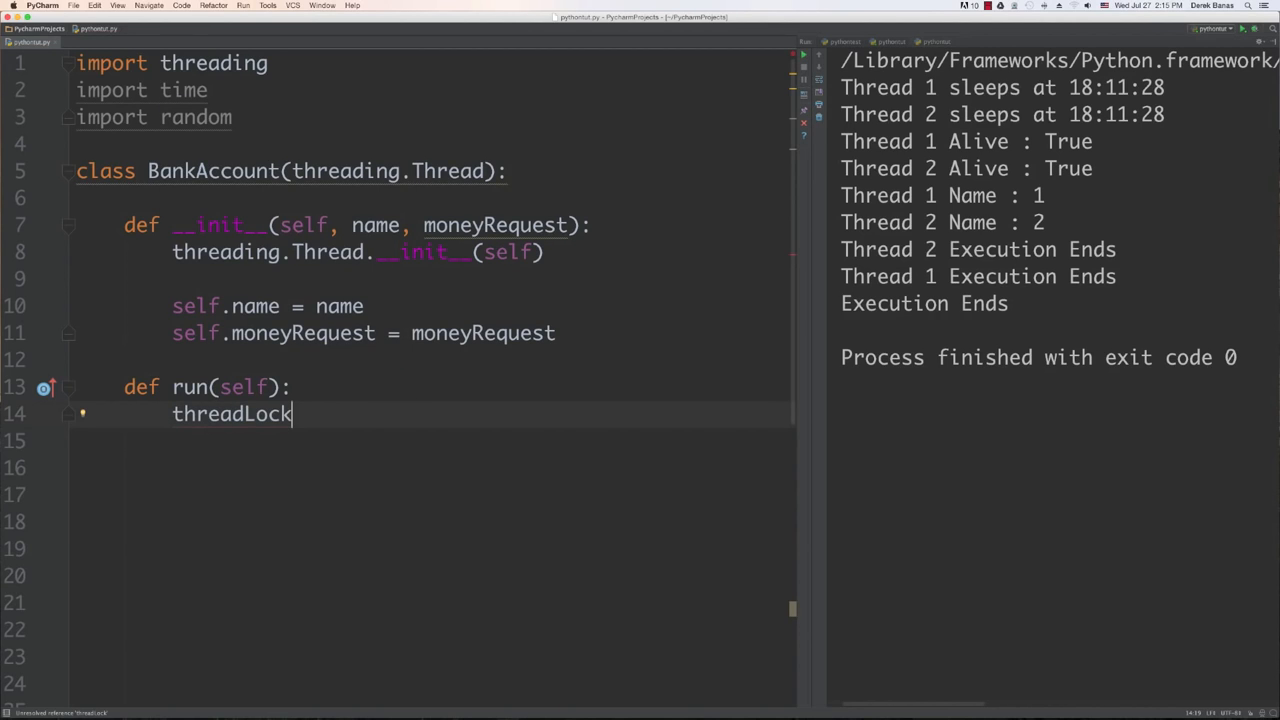 PyCharm File Edit View Navigate Code Refactor Run Tools VCS Window Help 10 Wed Jul 27 2:15 PM Derek Banas
pythontut.py - PycharmProjects - [~/PycharmProjects]
PycharmProjects pythontut.py pythontut
pythontut.py Run: pythontest pythontut pythontut
1 import threading
2 import time
3 import random
4
5 class BankAccount(threading.Thread):
6
7 def __init__(self, name, moneyRequest):
8 threading.Thread.__init__(self)
9
10 self.name = name
11 self.moneyRequest = moneyRequest
12
13 def run(self):
14 threadLock
15
16
17
18
19
20
21
22
23
24
/Library/Frameworks/Python.framework/
Thread 1 sleeps at 18:11:28
Thread 2 sleeps at 18:11:28
Thread 1 Alive : True
Thread 2 Alive : True
Thread 1 Name : 1
Thread 2 Name : 2
Thread 2 Execution Ends
Thread 1 Execution Ends
Execution Ends
Process finished with exit code 0
Unresolved reference 'threadLock' 14:19 LF÷ UTF-8÷